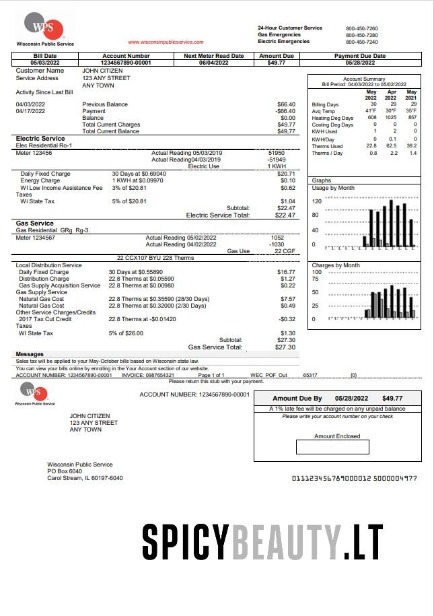 WPS
Wisconsin Public Service
www.wisconsinpublicservice.com
24-Hour Customer Service 800-450-7260
Gas Emergencies 800-450-7280
Electric Emergencies 800-450-7240
Bill Date Account Number Next Meter Read Date Amount Due Payment Due Date
05/03/2022 1234567890-00001 06/04/2022 $49.77 05/28/2022
Customer Name JOHN CITIZEN
Service Address 123 ANY STREET
ANY TOWN
Activity Since Last Bill
04/03/2022 Previous Balance $66.40
04/17/2022 Payment -$66.40
Balance $0.00
Total Current Charges $49.77
Total Current Balance $49.77
Account Summary
Bill Period: 04/03/2022 to 05/02/2022
May 2022 Apr 2022 May 2021
Billing Days 30 29 29
Avg Temp 41°F 30°F 35°F
Heating Deg Days 608 1025 857
Cooling Deg Days 0 0 0
KWH Used 1 2 0
KWH/Day 0 0.1 0
Therms Used 22.8 62.5 39.2
Therms / Day 0.8 2.2 1.4
Electric Service
Elec Residential Ro-1
Meter 123456 Actual Reading 05/03/2019 51950
Actual Reading04/03/2019 -51949
Electric Use 1 KWH
Daily Fixed Charge 30 Days at $0.69040 $20.71
Energy Charge 1 KWH at $0.09970 $0.10
WI Low Income Assistance Fee 3% of $20.81 $0.62
Taxes
WI State Tax 5% of $20.81 $1.04
Subtotal: $22.47
Electric Service Total: $22.47
Graphs
Usage by Month
120
80
40
0
Gas Service
Gas Residential GRg Rg-3
Meter 1234567 Actual Reading 05/02/2022 1052
Actual Reading 04/02/2022 -1030
Gas Use 22 CGF
22 CCX107 BYU 228 Therms
Local Distribution Service
Daily Fixed Charge 30 Days at $0.55890 $16.77
Distribution Charge 22.8 Therms at $0.05590 $1.27
Gas Supply Acquisition Service 22.8 Therms at $0.00980 $0.22
Gas Supply Service
Natural Gas Cost 22.8 Therms at $0.35590 (28/30 Days) $7.57
Natural Gas Cost 22.8 Therms at $0.32000 (2/30 Days) $0.49
Other Service Charges/Credits
2017 Tax Cut Credit 22.8 Therms at -$0.01420 -$0.32
Taxes
WI State Tax 5% of $26.00 $1.30
Subtotal: $27.30
Gas Service Total: $27.30
Charges by Month
100
75
50
25
0
Messages
Sales tax will be applied to your May-October bills based on Wisconsin state law.
You can view your bills online by enrolling in the Your Account section of our website.
ACCOUNT NUMBER: 1234567890-00001 INVOICE: 0987654321 Page 1 of 1 WEC_POF_Out 05317 (0)
Please return this stub with your payment.
WPS
Wisconsin Public Service
ACCOUNT NUMBER: 1234567890-00001
Amount Due By 05/28/2022 $49.77
A 1% late fee will be charged on any unpaid balance
Please write your account number on your check
JOHN CITIZEN
123 ANY STREET
ANY TOWN
Amount Enclosed
Wisconsin Public Service
PO Box 6040
Carol Stream, IL 60197-6040
SPICYBEAUTY.LT